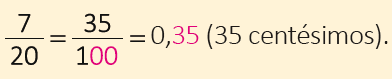 7/20 = 35/100 = 0,35 (35 centésimos).